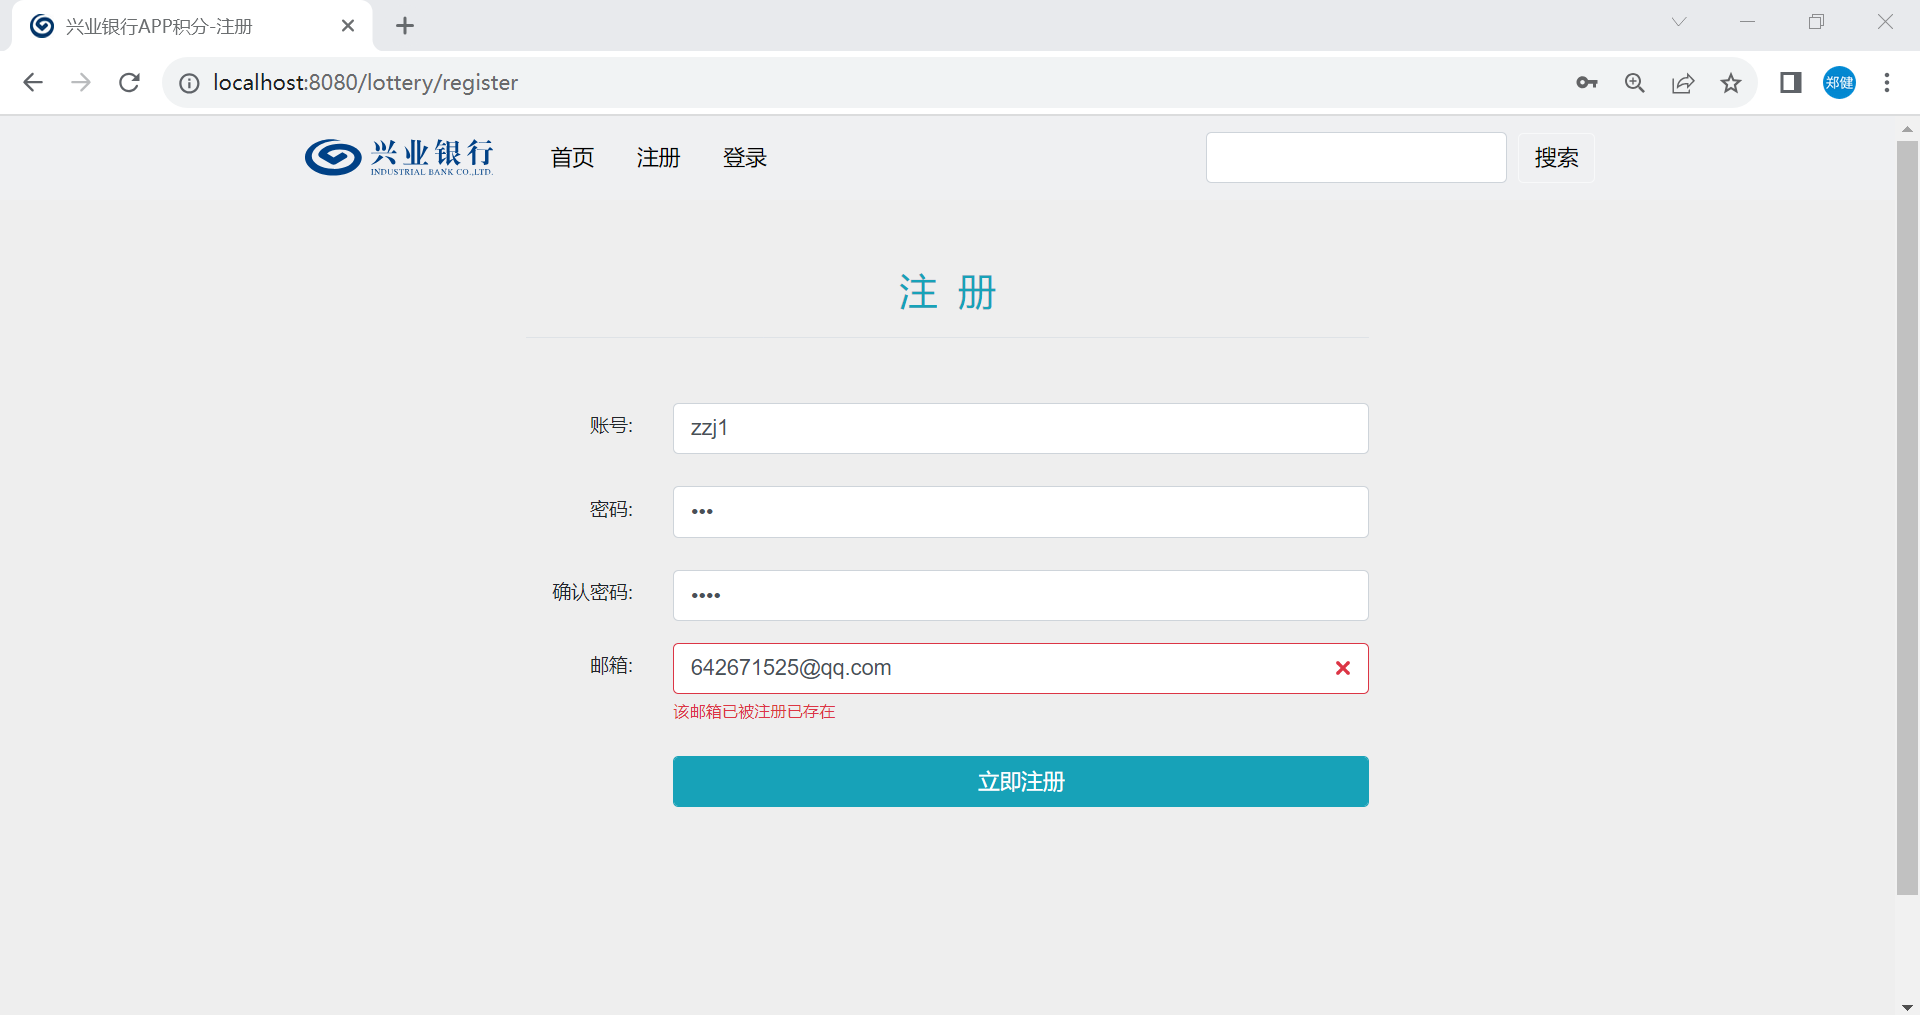 兴业银行APP积分-注册
localhost:8080/lottery/register
郑健
兴业银行
INDUSTRIAL BANK CO.,LTD.
首页 注册 登录 搜索
注 册
账号: zzj1
密码: •••
确认密码: ••••
邮箱: 642671525@qq.com
该邮箱已被注册已存在
立即注册